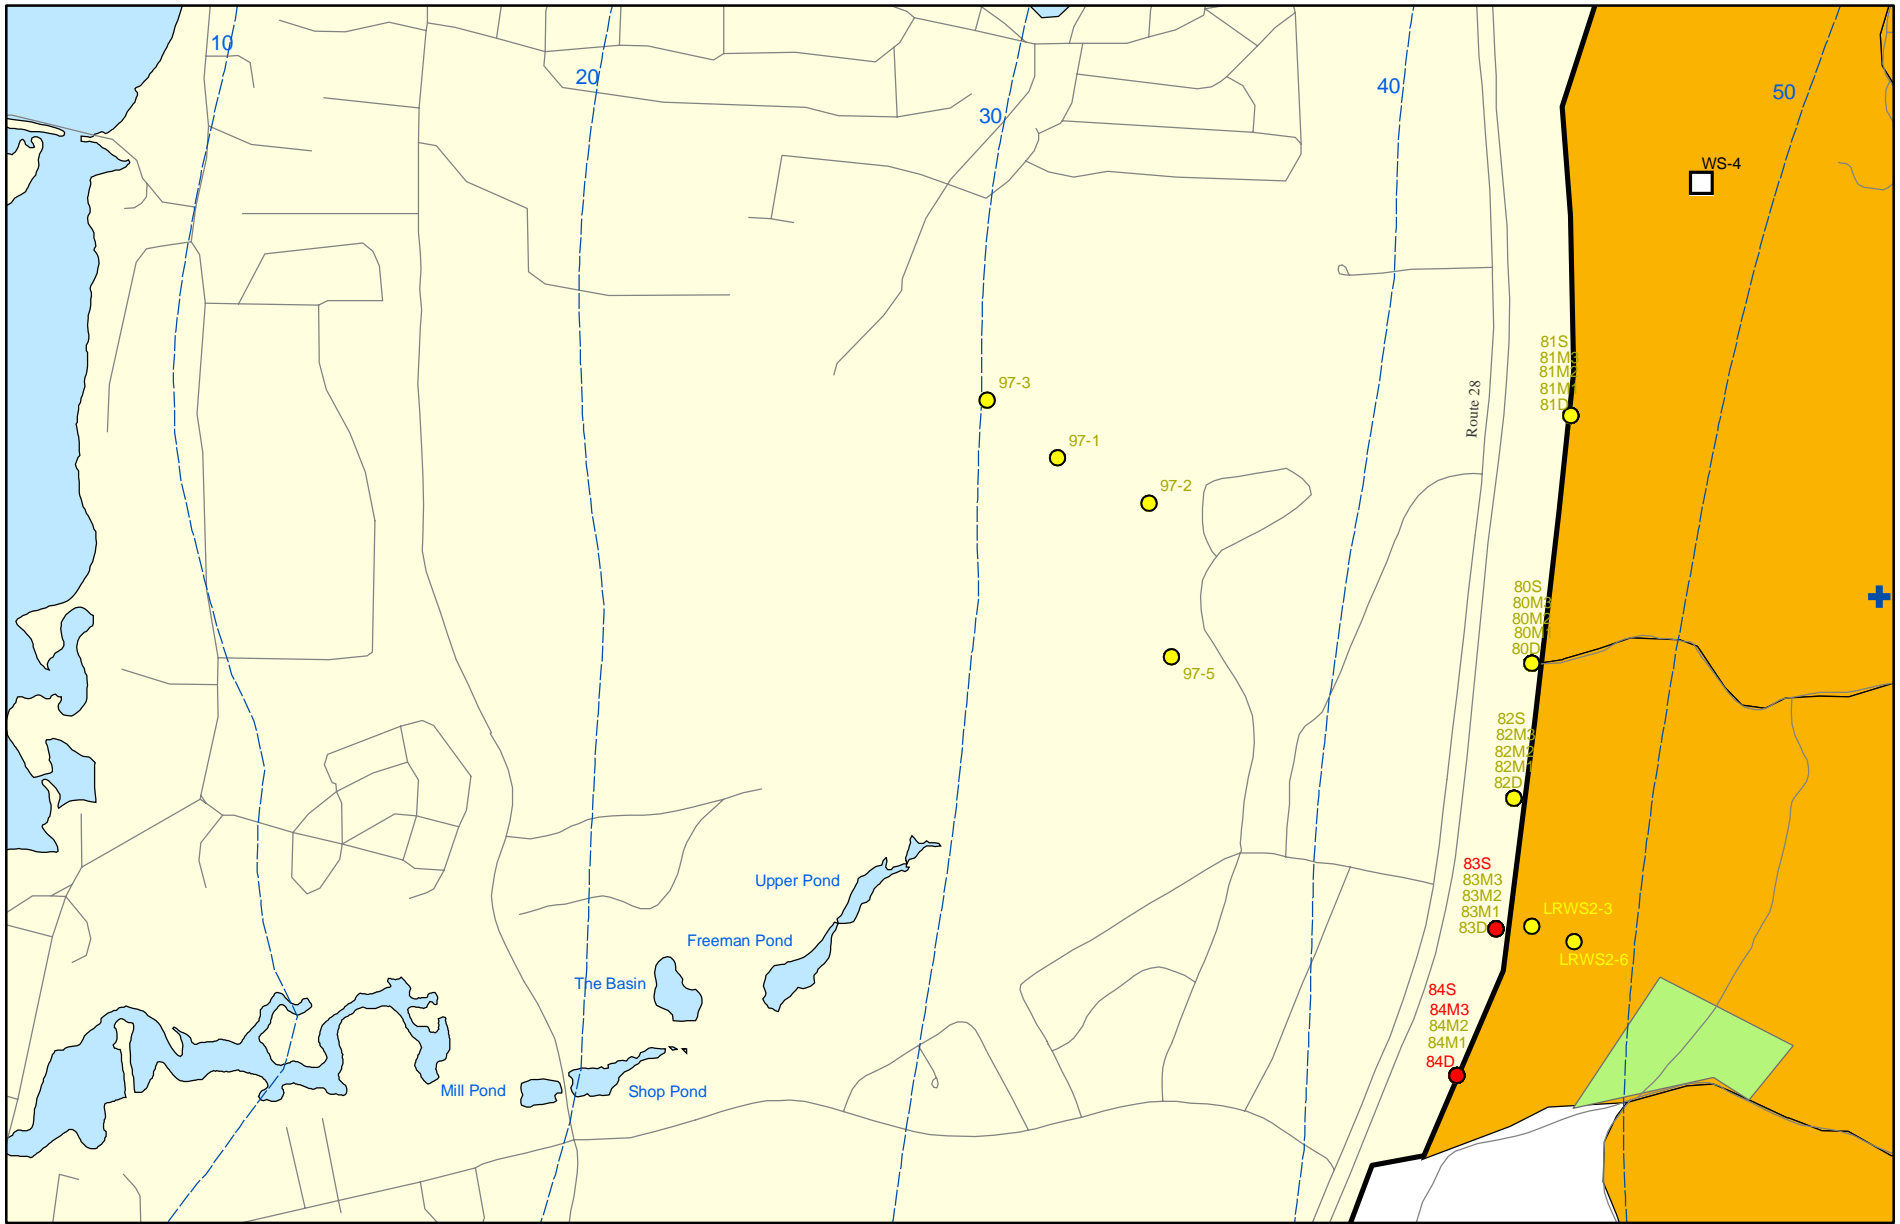 10
20
30
40
50
WS-4
81S
81M3
81M2
81M1
81D
Route 28
97-3
97-1
97-2
97-5
80S
80M3
80M2
80M1
80D
82S
82M3
82M2
82M1
82D
83S
83M3
83M2
83M1
83D
LRWS2-3
LRWS2-6
84S
84M3
84M2
84M1
84D
Upper Pond
Freeman Pond
The Basin
Mill Pond
Shop Pond